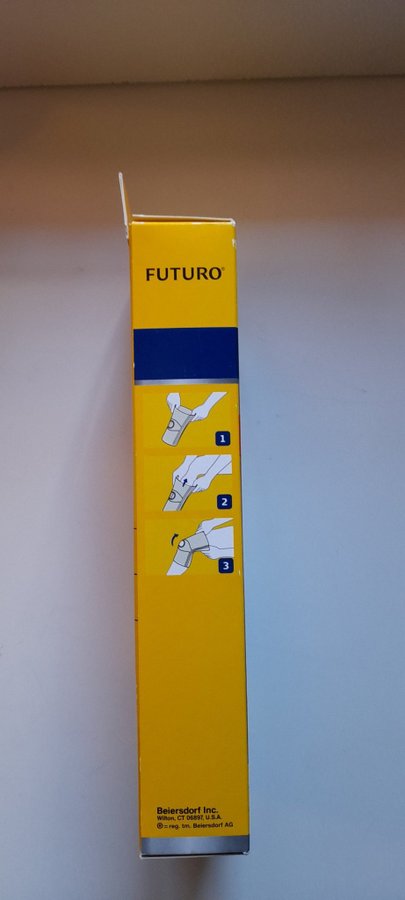 FUTURO®
1
2
3
Beiersdorf Inc.
Wilton, CT 06897, U.S.A.
®=reg. tm. Beiersdorf AG